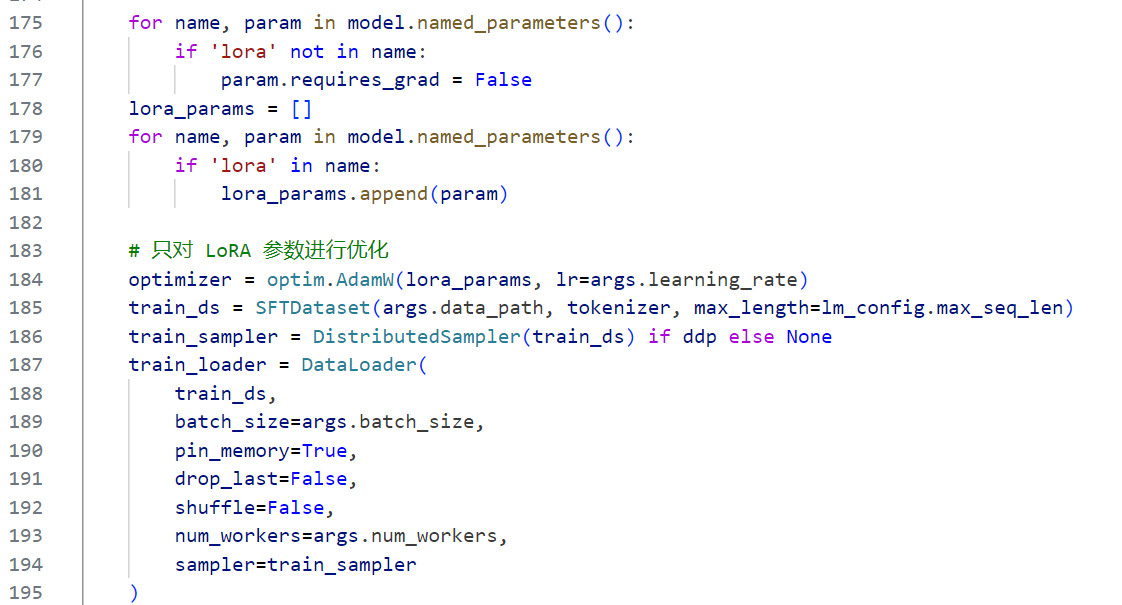 175 for name, param in model.named_parameters():
176 if 'lora' not in name:
177 param.requires_grad = False
178 lora_params = []
179 for name, param in model.named_parameters():
180 if 'lora' in name:
181 lora_params.append(param)
182
183 # 只对 LoRA 参数进行优化
184 optimizer = optim.AdamW(lora_params, lr=args.learning_rate)
185 train_ds = SFTDataset(args.data_path, tokenizer, max_length=lm_config.max_seq_len)
186 train_sampler = DistributedSampler(train_ds) if ddp else None
187 train_loader = DataLoader(
188 train_ds,
189 batch_size=args.batch_size,
190 pin_memory=True,
191 drop_last=False,
192 shuffle=False,
193 num_workers=args.num_workers,
194 sampler=train_sampler
195 )